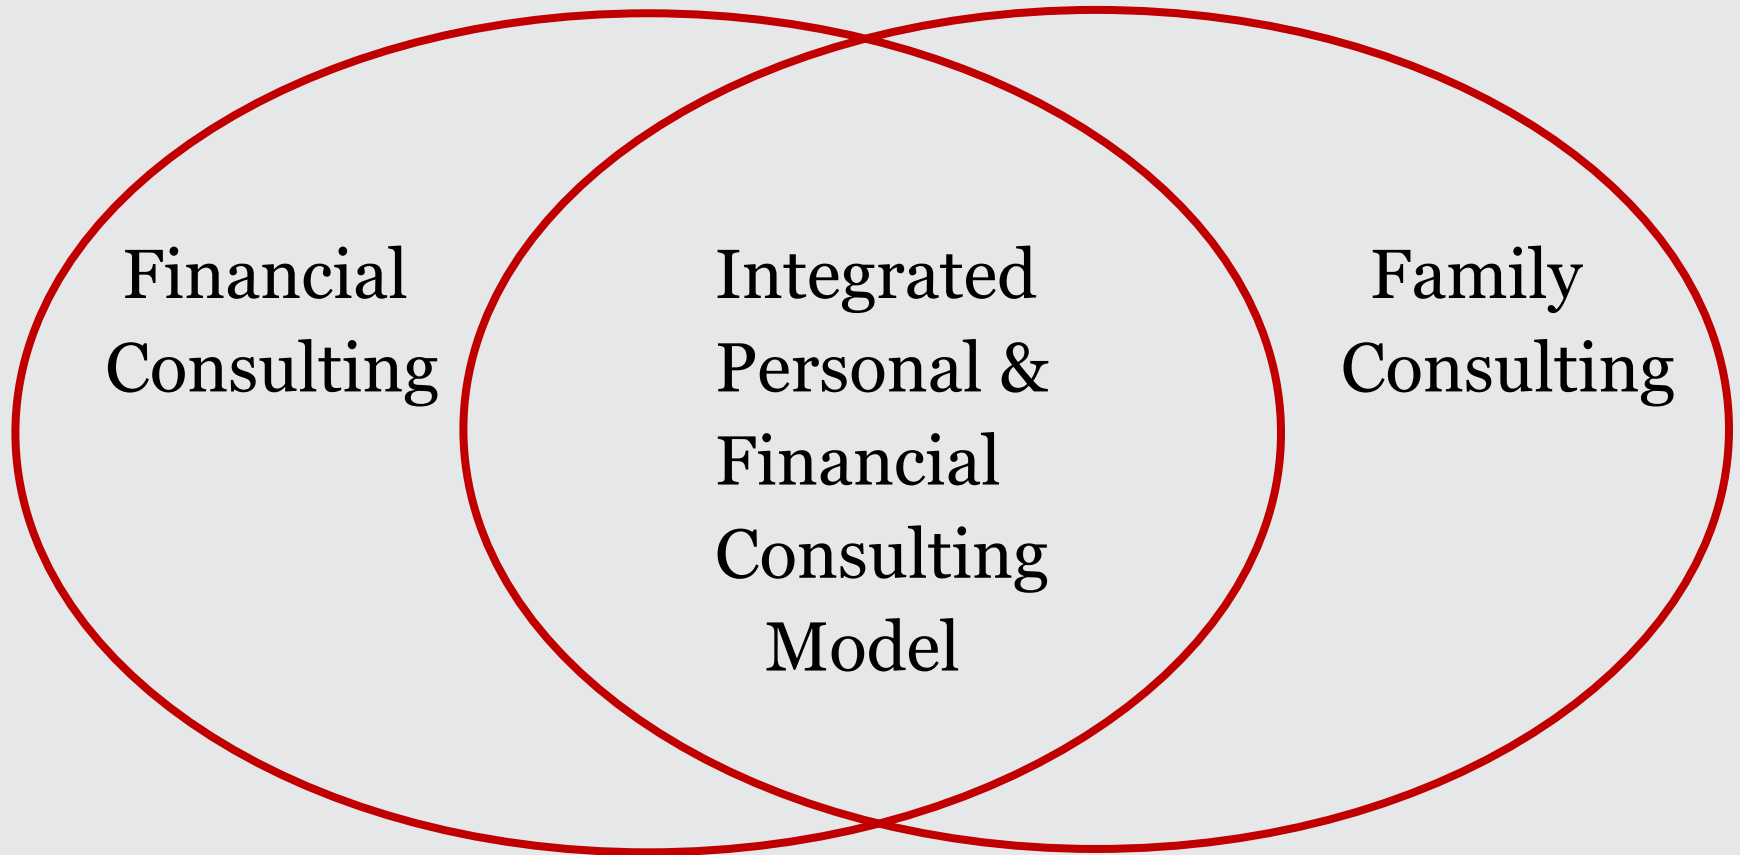 Financial
Consulting
Integrated
Personal &
Financial
Consulting
Model
Family
Consulting